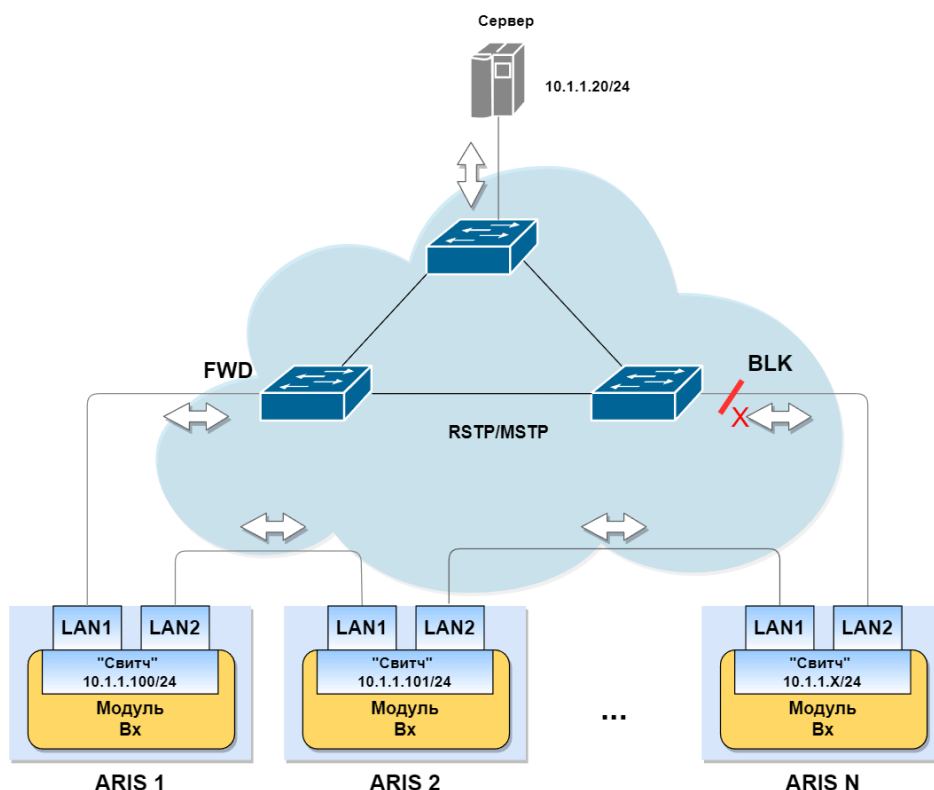 Сервер
10.1.1.20/24
FWD
BLK
X
RSTP/MSTP
LAN1
LAN2
LAN1
LAN2
LAN1
LAN2
"Свитч"
10.1.1.100/24
Модуль
Вх
"Свитч"
10.1.1.101/24
Модуль
Вх
...
"Свитч"
10.1.1.X/24
Модуль
Вх
ARIS 1
ARIS 2
ARIS N